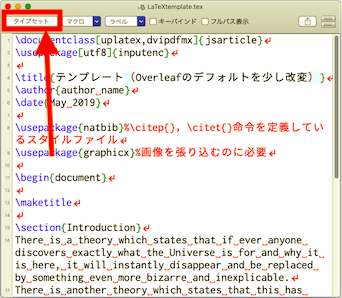 LaTeXtemplate.tex
タイプセット マクロ ラベル キーバインド フルパス表示
1 \documentclass[uplatex,dvipdfmx]{jsarticle}↵
2 \usepackage[utf8]{inputenc}↵
3 ↵
4 \title{テンプレート（Overleafのデフォルトを少し改変）}↵
5 \author{author_name}↵
6 \date{May_2019}↵
7 ↵
8 \usepackage{natbib}%\citep{}，\citet{}命令を定義してい
るスタイルファイル↵
9 \usepackage{graphicx}%画像を張り込むのに必要↵
10 ↵
11 \begin{document}↵
12 ↵
13 \maketitle↵
14 ↵
15 \section{Introduction}↵
16 There_is_a_theory_which_states_that_if_ever_anyone_
discovers_exactly_what_the_Universe_is_for_and_why_it_
is_here,_it_will_instantly_disappear_and_be_replaced_
by_something_even_more_bizarre_and_inexplicable.↵
There_is_another_theory_which_states_that_this_has_